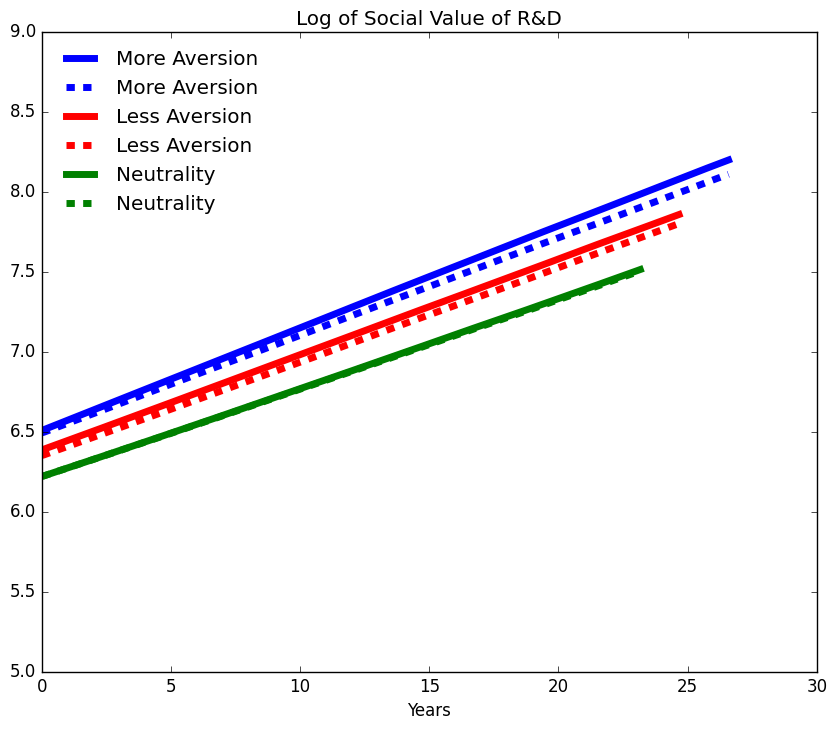 Log of Social Value of R&D
9.0
8.5
8.0
7.5
7.0
6.5
6.0
5.5
5.0
More Aversion
More Aversion
Less Aversion
Less Aversion
Neutrality
Neutrality
0 5 10 15 20 25 30
Years